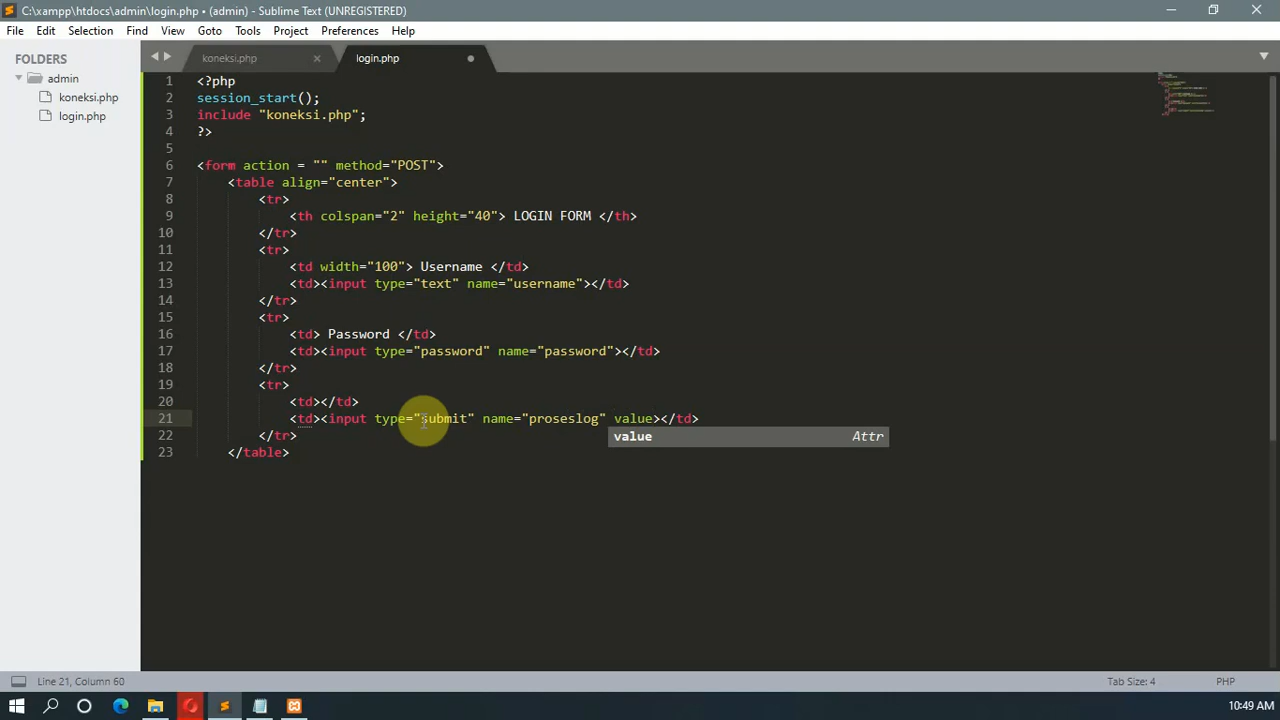 C:\xampp\htdocs\admin\login.php • (admin) - Sublime Text (UNREGISTERED)
File Edit Selection Find View Goto Tools Project Preferences Help
FOLDERS
admin
koneksi.php
login.php
koneksi.php
login.php
1 <?php
2 session_start();
3 include "koneksi.php";
4 ?>
5
6 <form action = "" method="POST">
7 <table align="center">
8 <tr>
9 <th colspan="2" height="40"> LOGIN FORM </th>
10 </tr>
11 <tr>
12 <td width="100"> Username </td>
13 <td><input type="text" name="username"></td>
14 </tr>
15 <tr>
16 <td> Password </td>
17 <td><input type="password" name="password"></td>
18 </tr>
19 <tr>
20 <td></td>
21 <td><input type="submit" name="proseslog" value></td>
value Attr
22 </tr>
23 </table>
Line 21, Column 60
Tab Size: 4
PHP
10:49 AM